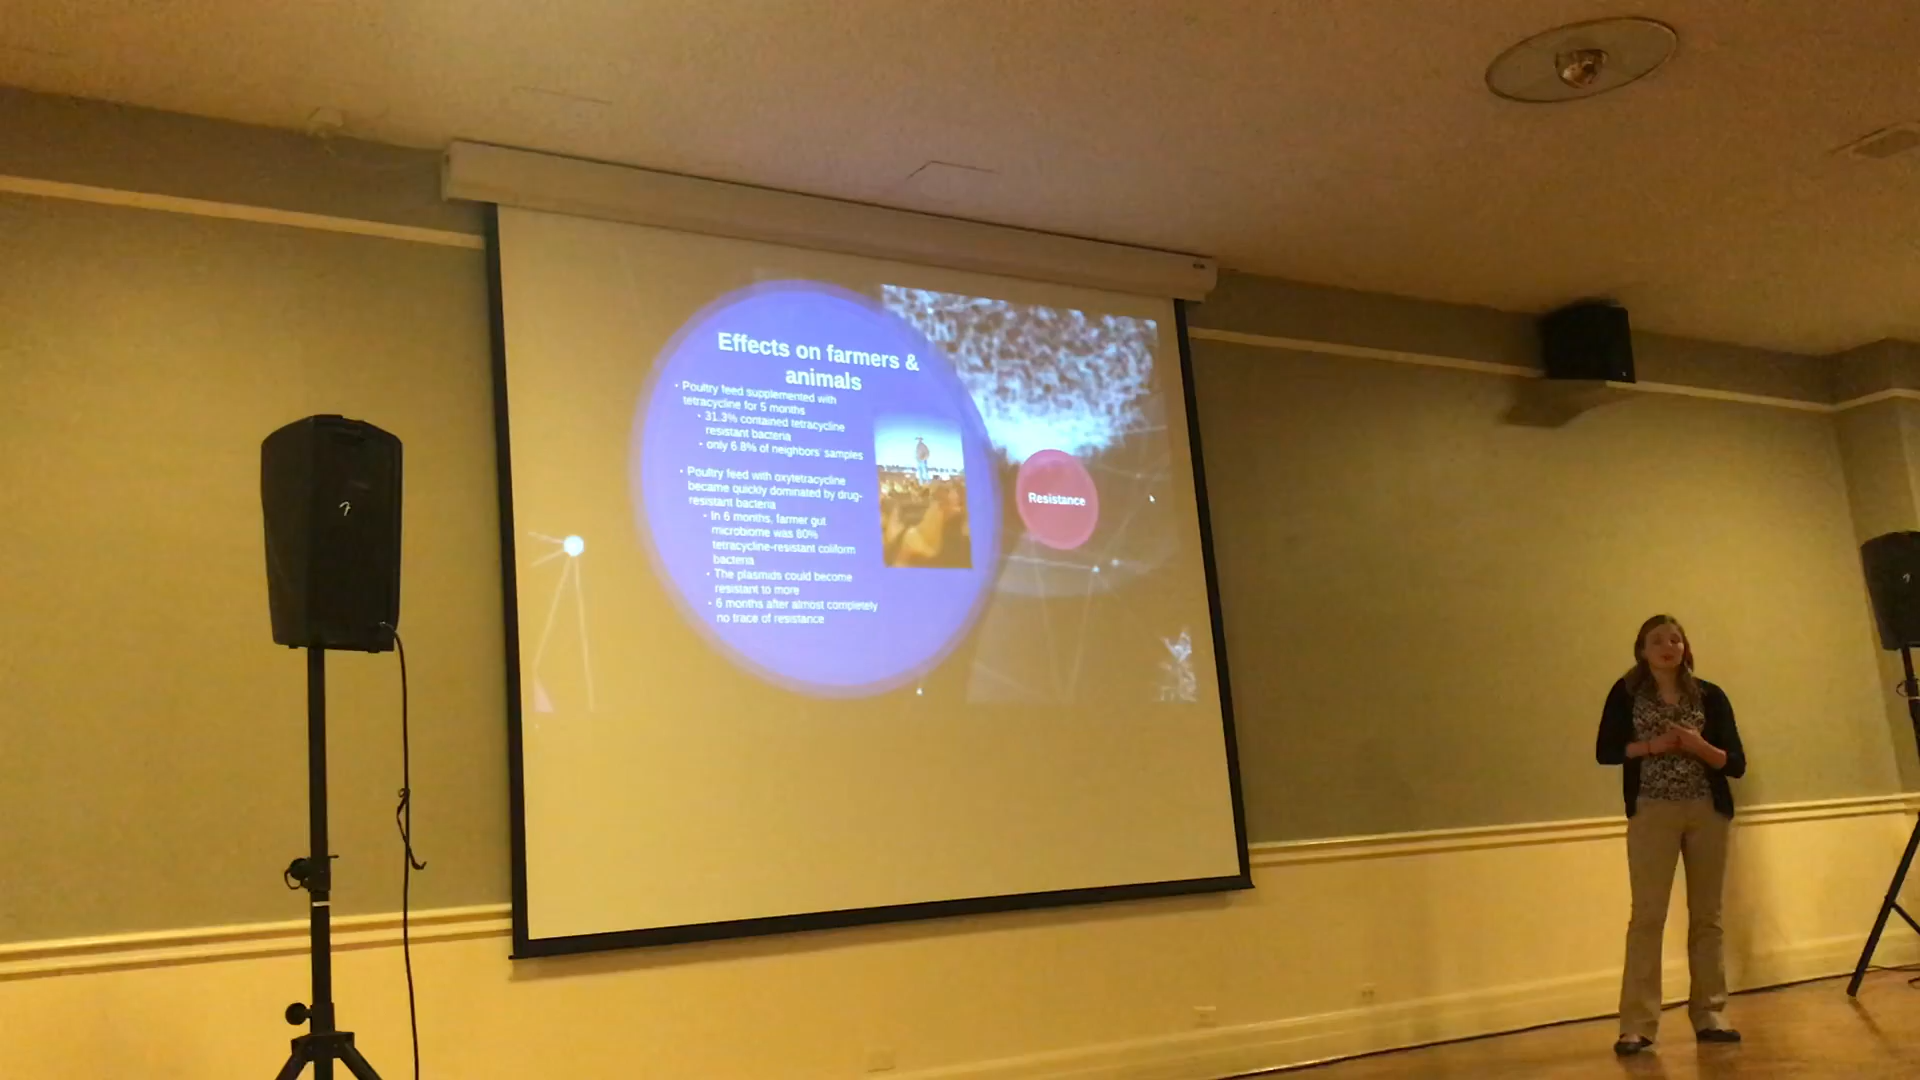 Effects on farmers &
animals
• Poultry feed supplemented with
tetracycline for 5 months
• 31.3% contained tetracycline
resistant bacteria
• only 6.8% of neighbors' samples
• Poultry feed with oxytetracycline
became quickly dominated by drug-
resistant bacteria
• In 6 months, farmer gut
microbiome was 80%
tetracycline-resistant coliform
bacteria
• The plasmids could become
resistant to more
• 6 months after almost completely
no trace of resistance
Resistance